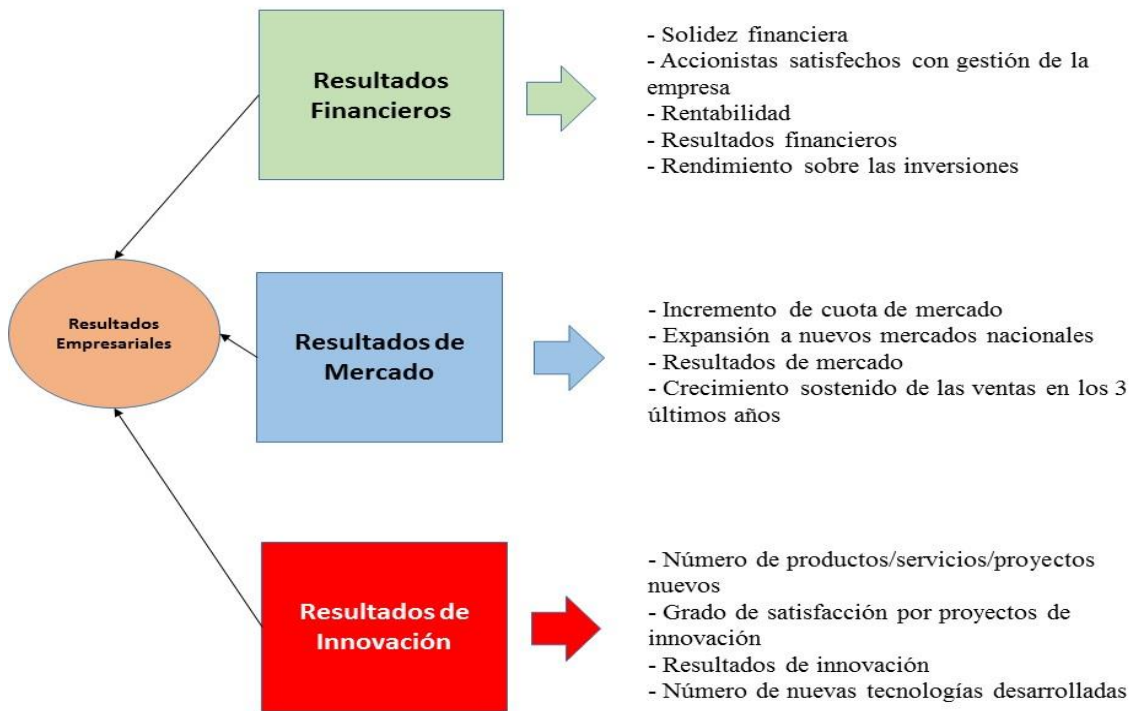 Resultados
Financieros
- Solidez financiera
- Accionistas satisfechos con gestión de la
empresa
- Rentabilidad
- Resultados financieros
- Rendimiento sobre las inversiones
Resultados
Empresariales
Resultados de
Mercado
- Incremento de cuota de mercado
- Expansión a nuevos mercados nacionales
- Resultados de mercado
- Crecimiento sostenido de las ventas en los 3
últimos años
Resultados de
Innovación
- Número de productos/servicios/proyectos
nuevos
- Grado de satisfacción por proyectos de
innovación
- Resultados de innovación
- Número de nuevas tecnologías desarrolladas